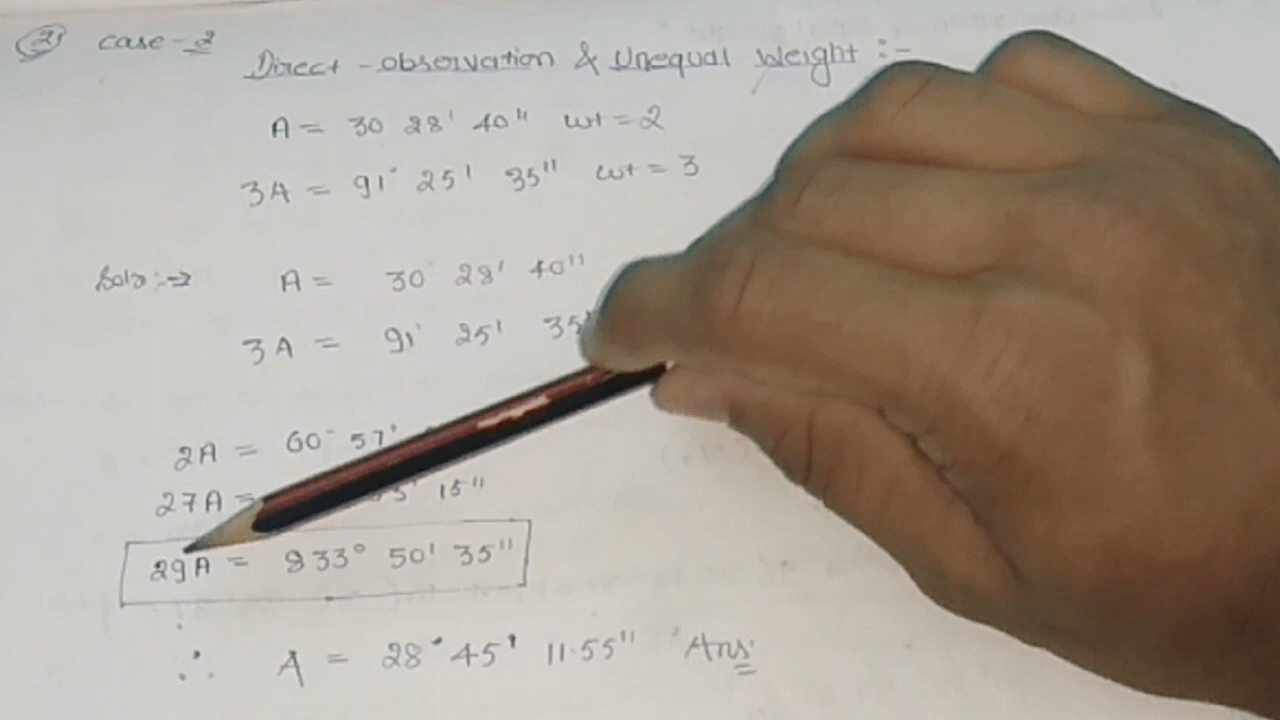 2) case-2
Direct-observation & Unequal Weight :-
A = 30 28' 40" wt = 2
3A = 91° 25' 35" wt = 3
Soln :→ A = 30° 28' 40"
3A = 91° 25' 35"
2A = 60° 57'
27A = 15"
29A = 833° 50' 35"
∴ A = 28° 45' 11.55" Ans